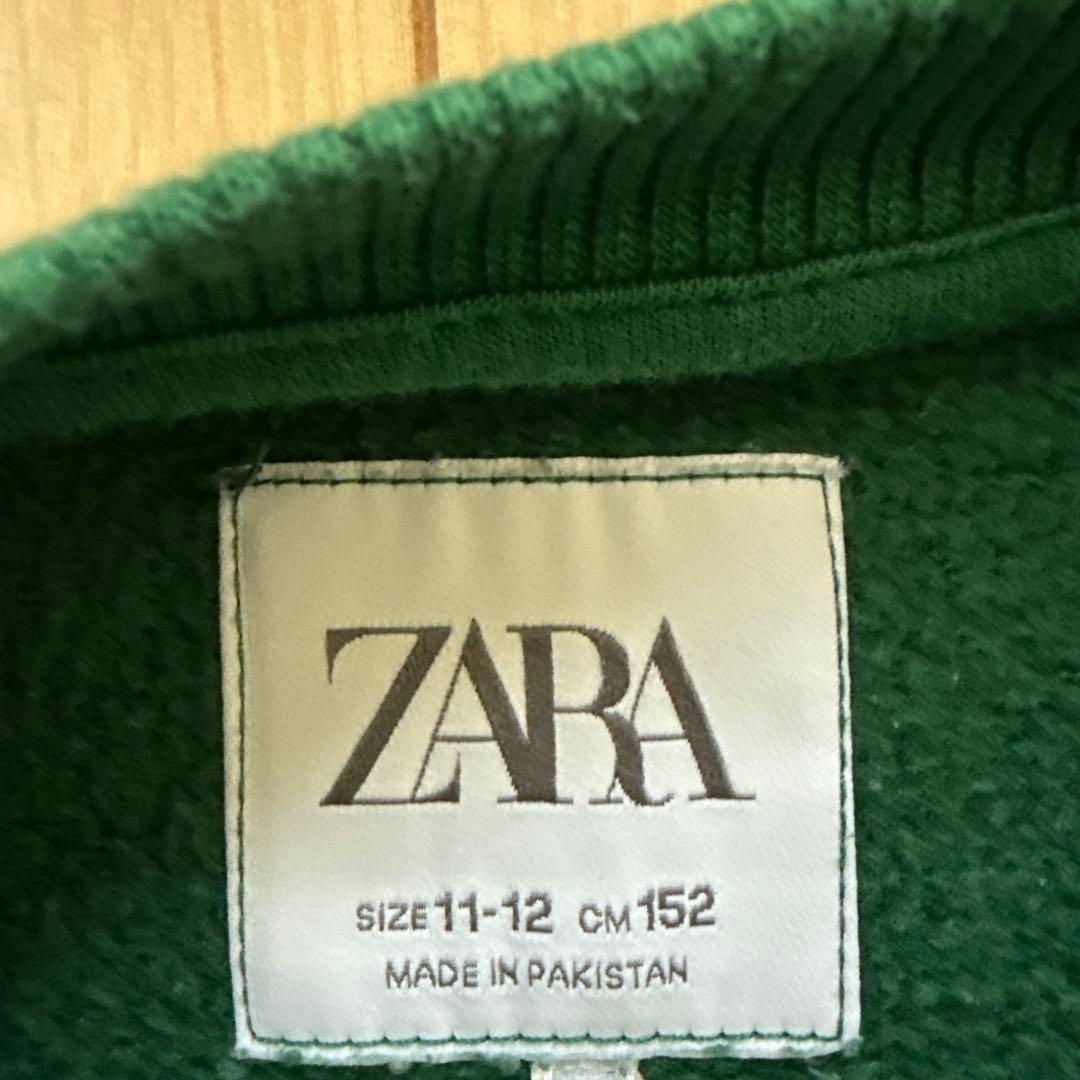 ZARA
SIZE 11-12 CM 152
MADE IN PAKISTAN